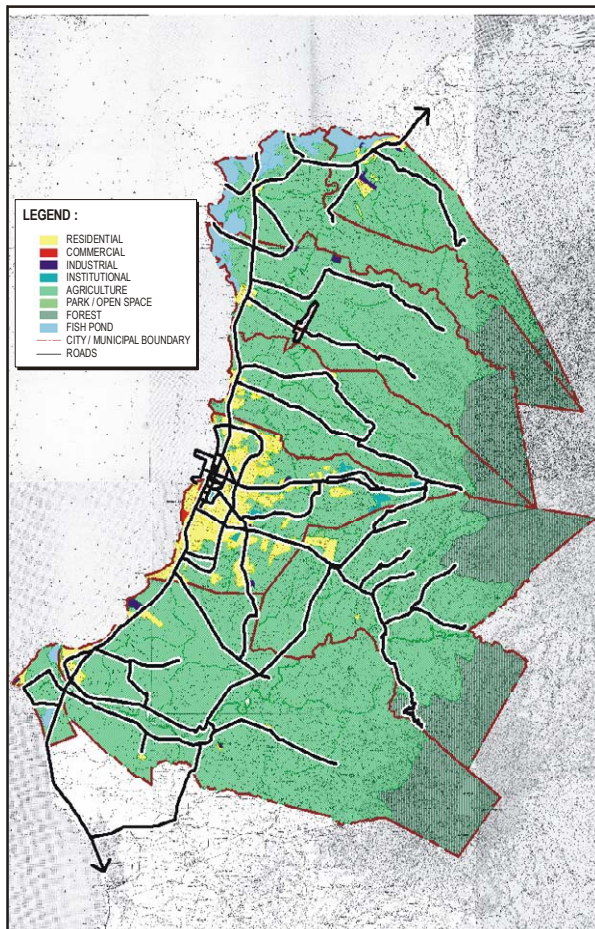 LEGEND :
RESIDENTIAL
COMMERCIAL
INDUSTRIAL
INSTITUTIONAL
AGRICULTURE
PARK / OPEN SPACE
FOREST
FISH POND
CITY / MUNICIPAL BOUNDARY
ROADS